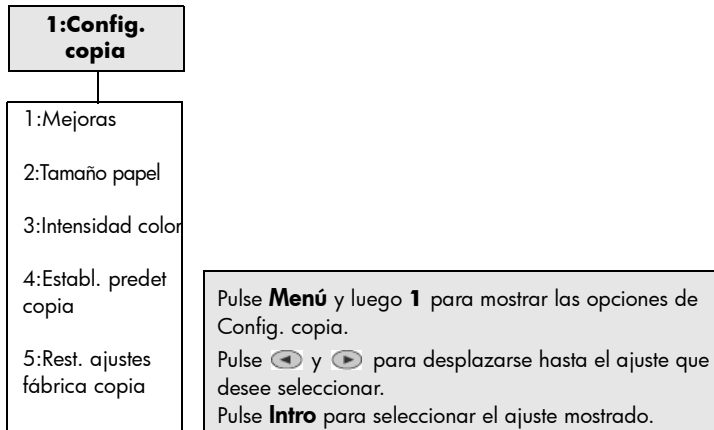 1:Config.
copia
1:Mejoras
2:Tamaño papel
3:Intensidad color
4:Establ. predet
copia
5:Rest. ajustes
fábrica copia
Pulse Menú y luego 1 para mostrar las opciones de
Config. copia.
Pulse y para desplazarse hasta el ajuste que
desee seleccionar.
Pulse Intro para seleccionar el ajuste mostrado.